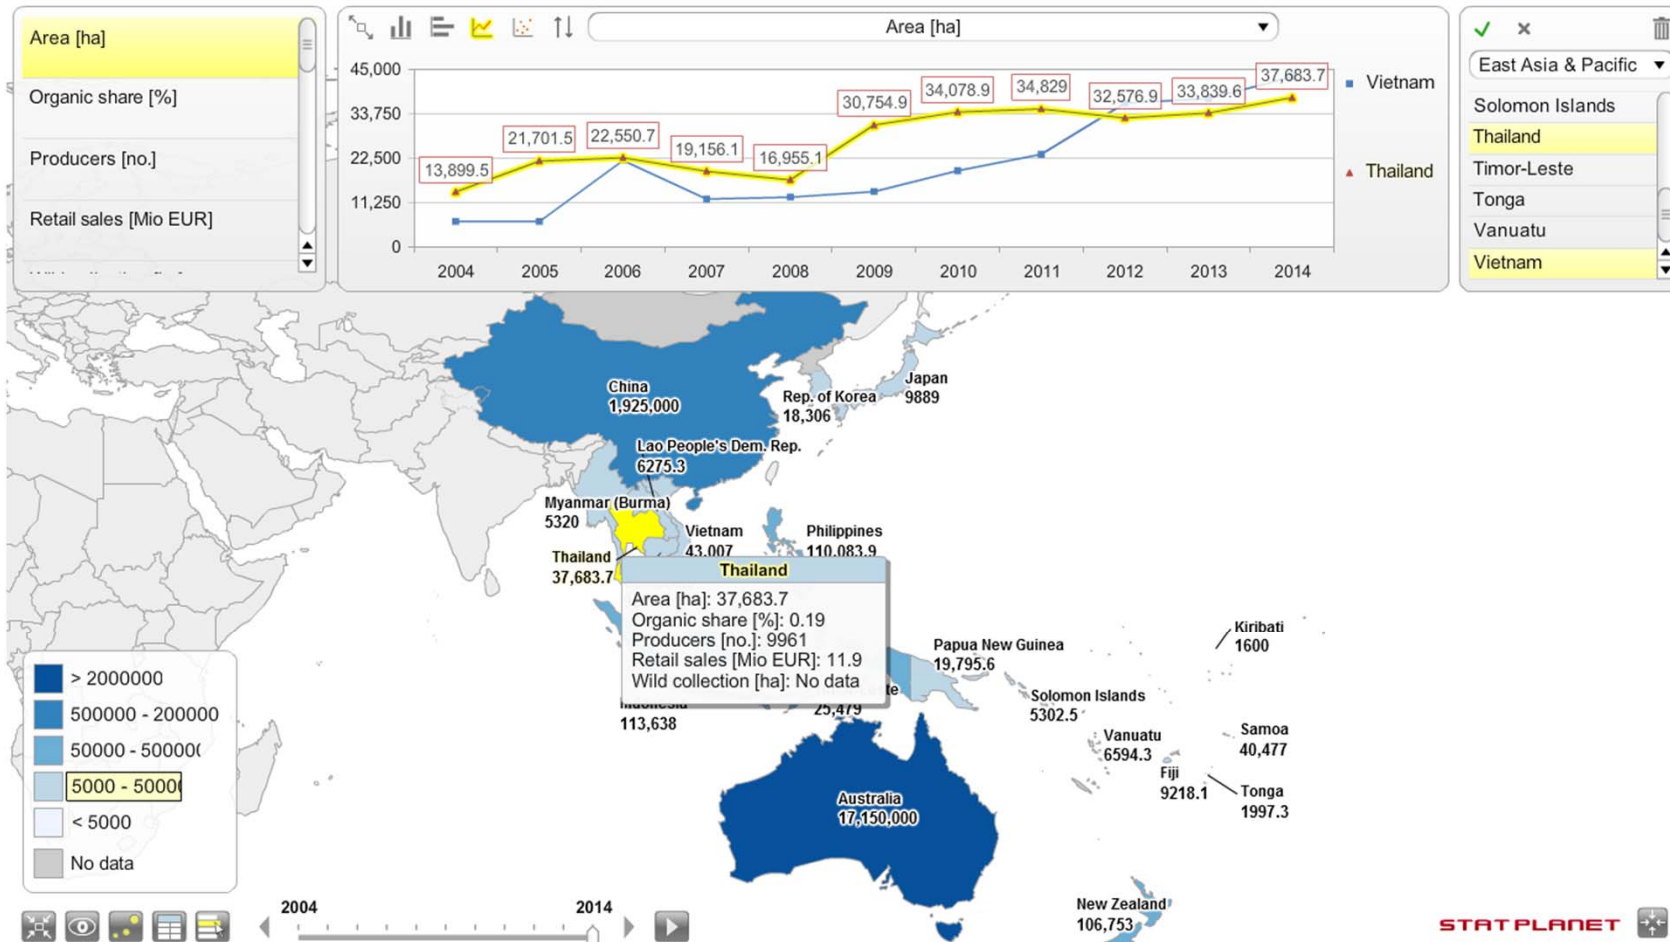 Area [ha]
Organic share [%]
Producers [no.]
Retail sales [Mio EUR]
Area [ha]
45,000
33,750
22,500
11,250
0
13,899.5
21,701.5
22,550.7
19,156.1
16,955.1
30,754.9
34,078.9
34,829
32,576.9
33,839.6
37,683.7
2004 2005 2006 2007 2008 2009 2010 2011 2012 2013 2014
Vietnam
Thailand
East Asia & Pacific
Solomon Islands
Thailand
Timor-Leste
Tonga
Vanuatu
Vietnam
China
1,925,000
Rep. of Korea
18,306
Japan
9889
Lao People's Dem. Rep.
6275.3
Myanmar (Burma)
5320
Vietnam
43,007
Philippines
110,083.9
Thailand
37,683.7
Thailand
Area [ha]: 37,683.7
Organic share [%]: 0.19
Producers [no.]: 9961
Retail sales [Mio EUR]: 11.9
Wild collection [ha]: No data
113,638
25,479
Papua New Guinea
19,795.6
Kiribati
1600
Solomon Islands
5302.5
Vanuatu
6594.3
Samoa
40,477
Fiji
9218.1
Tonga
1997.3
Australia
17,150,000
New Zealand
106,753
> 2000000
500000 - 200000
50000 - 500000
5000 - 50000
< 5000
No data
2004
2014
STATPLANET